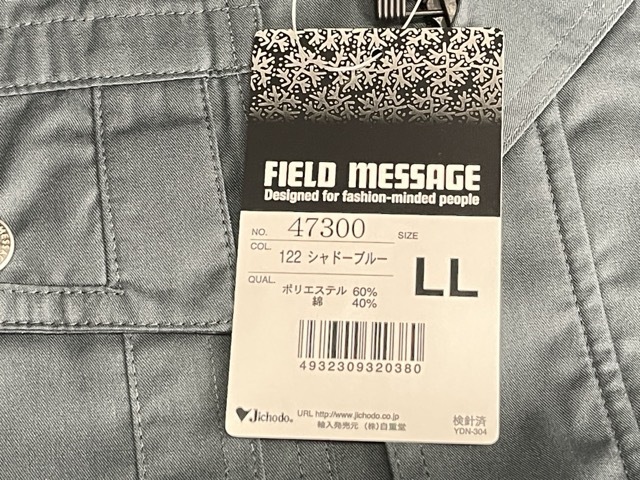 FIELD MESSAGE
Designed for fashion-minded people
NO. 47300 SIZE
COL. 122 シャドーブルー LL
QUAL. ポリエステル 60%
綿 40%
4932309320380
Jichodo® URL http://www.jichodo.co.jp 検針済
輸入発売元 (株)自重堂 YDN-304